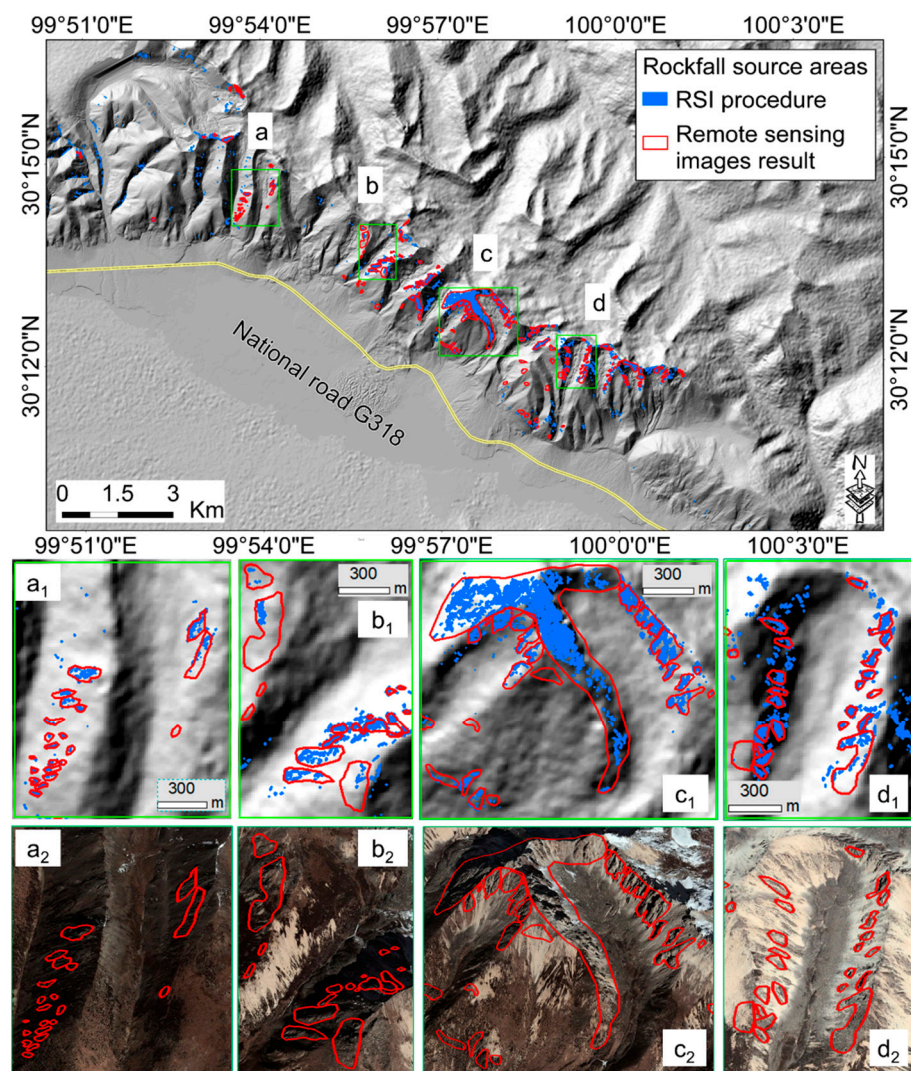 99°51'0"E 99°54'0"E 99°57'0"E 100°0'0"E 100°3'0"E
Rockfall source areas
RSI procedure
Remote sensing
images result
30°15'0"N
30°12'0"N
30°15'0"N
30°12'0"N
a
b
c
d
National road G318
0 1.5 3
Km
N
99°51'0"E 99°54'0"E 99°57'0"E 100°0'0"E 100°3'0"E
a1
300
m
b1
300
m
c1
300
m
d1
300
m
a2
b2
c2
d2